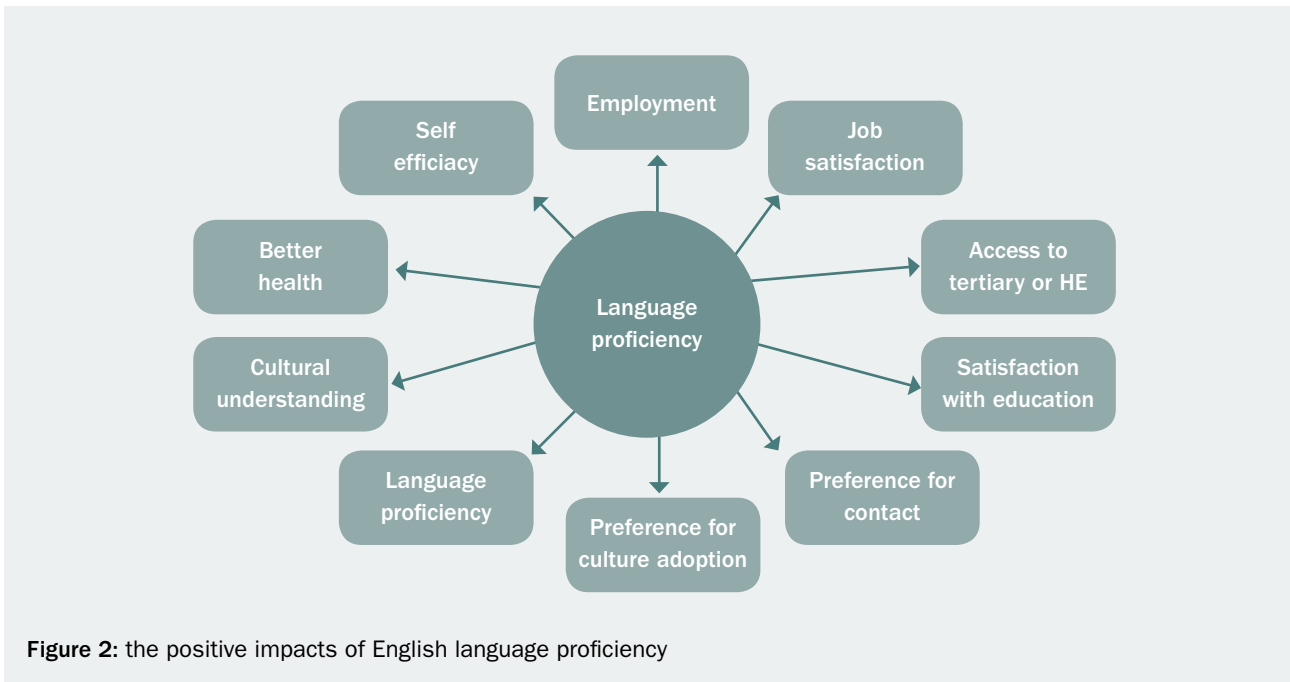 Employment
Self
efficiacy
Job
satisfaction
Better
health
Access to
tertiary or HE
Language
proficiency
Cultural
understanding
Satisfaction
with education
Language
proficiency
Preference for
contact
Preference for
culture adoption
Figure 2: the positive impacts of English language proficiency